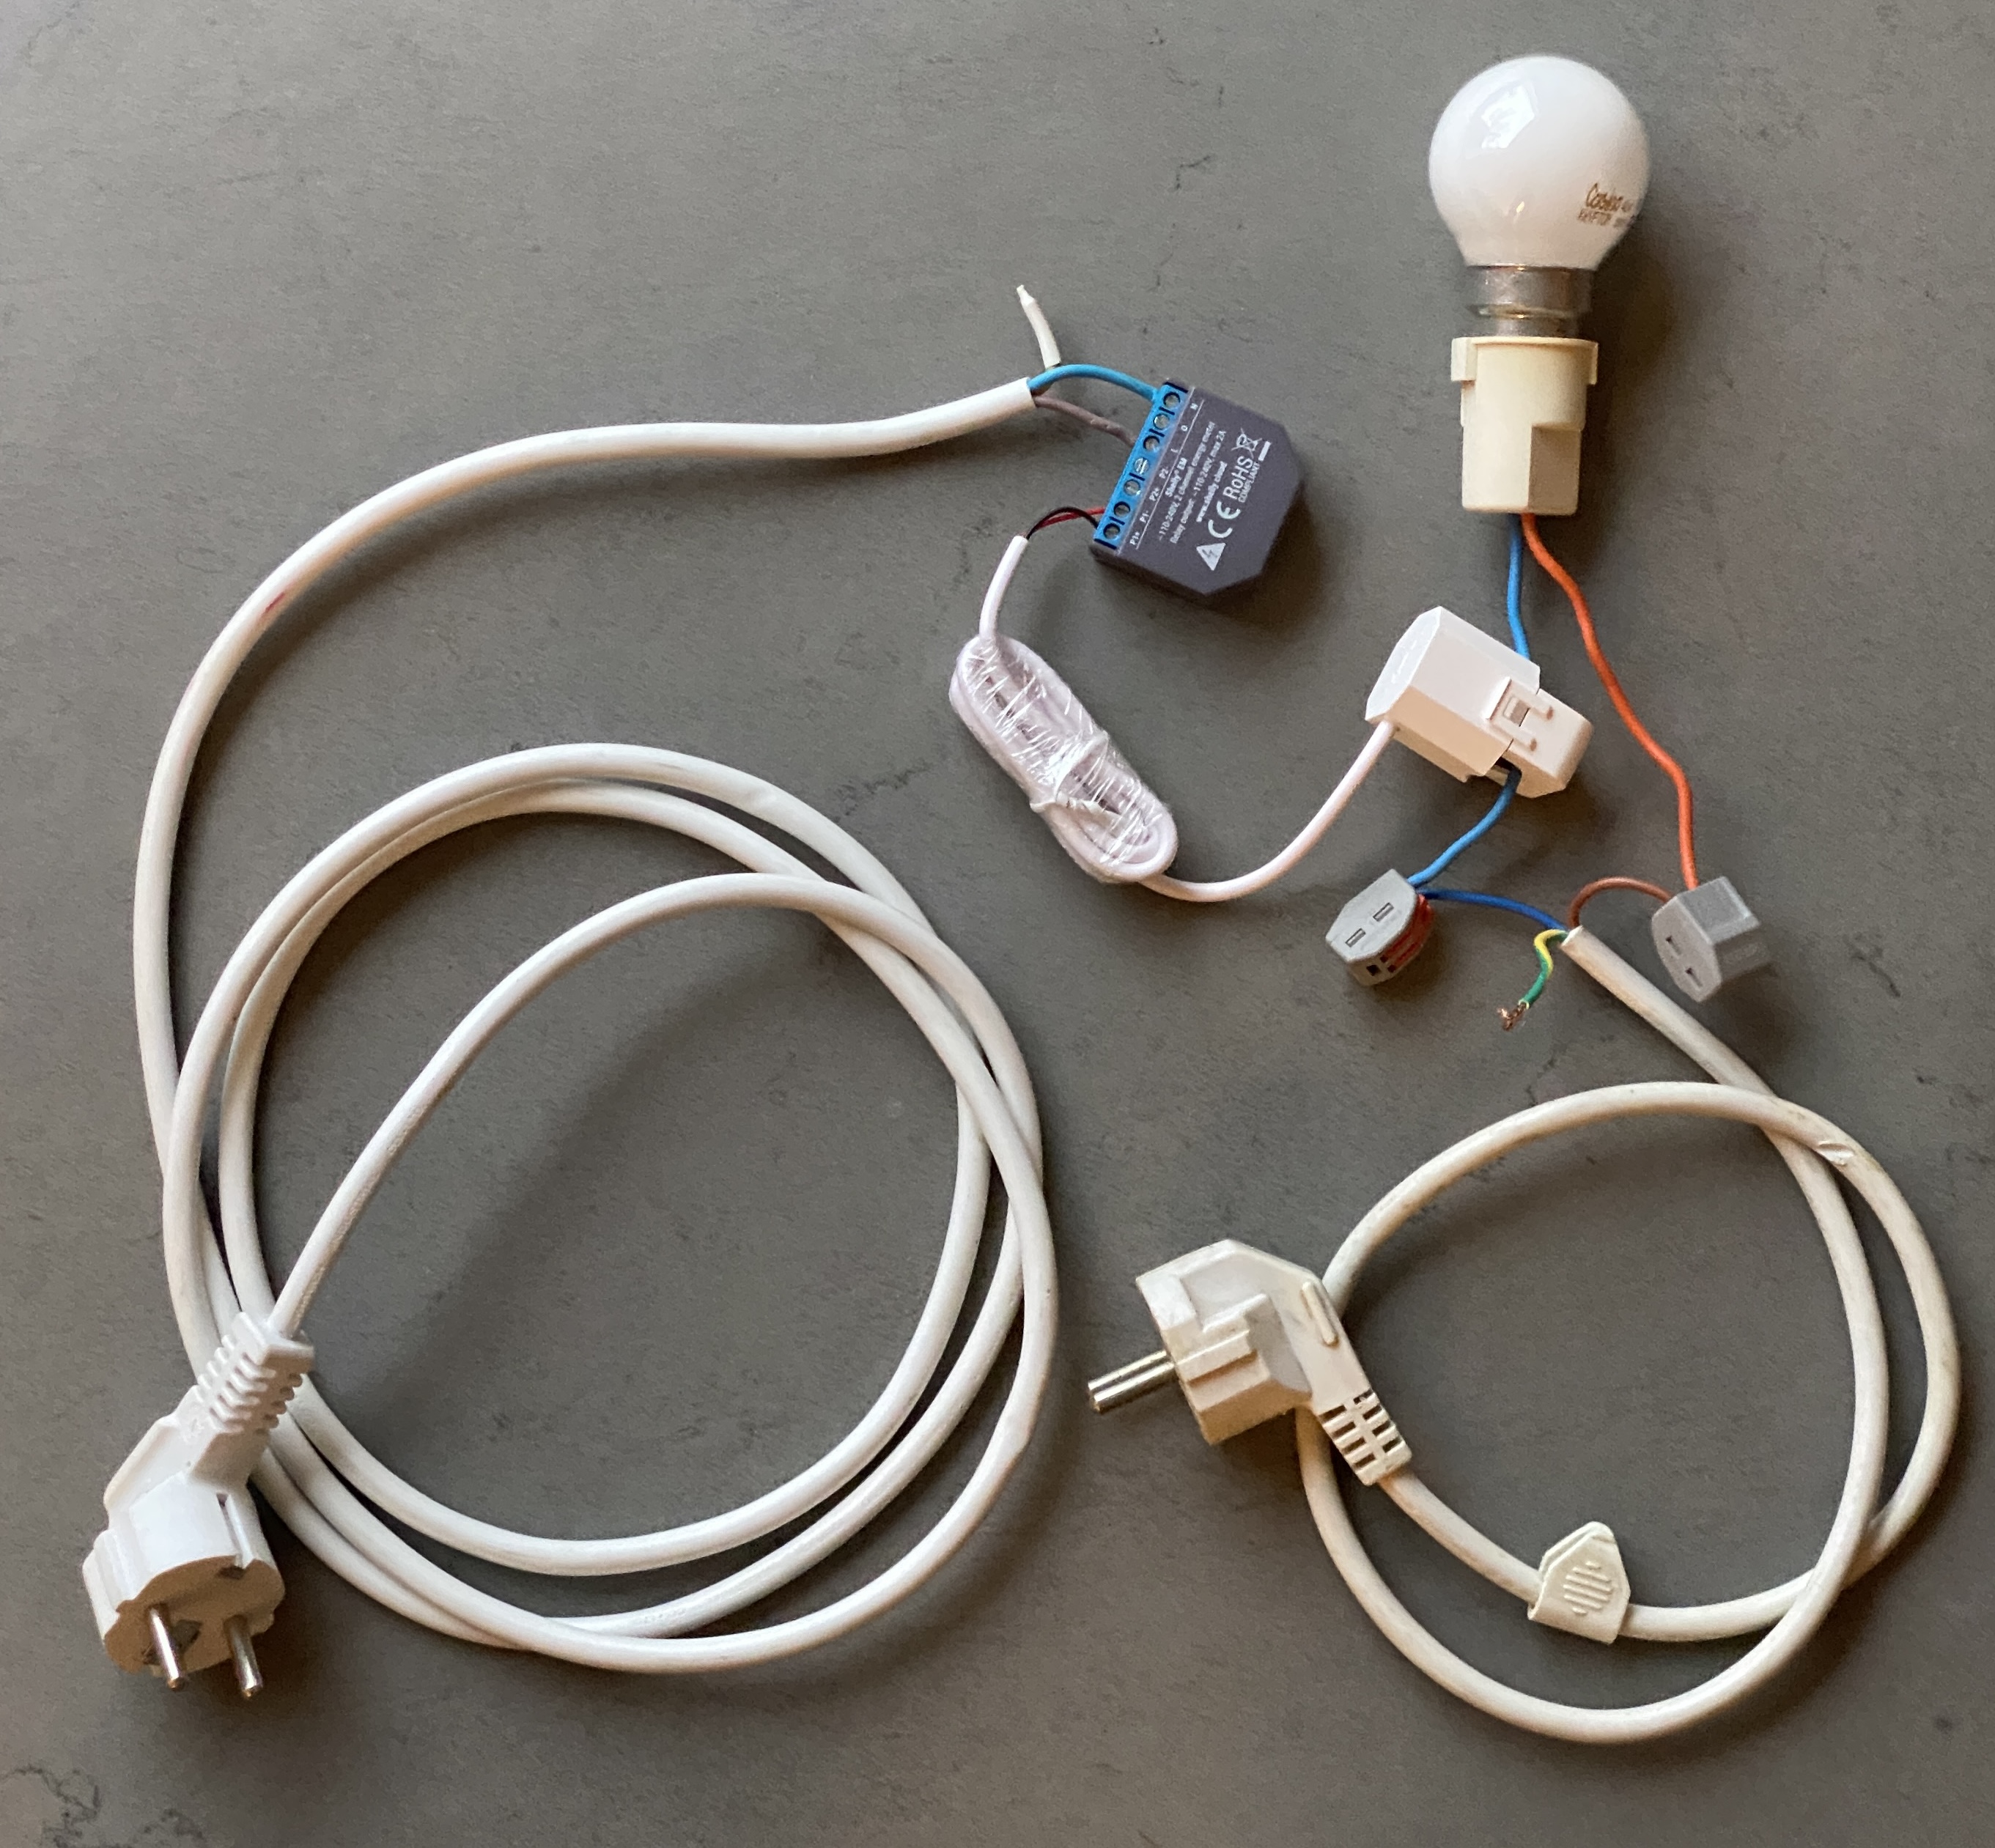 N
O
L
P2-
P2+
P1-
P1+
Shelly® EM
~110-240V, 2 channel energy meter
Relay output: ~110-240V, max 2A
www.shelly.cloud
CE RoHS
COMPLIANT